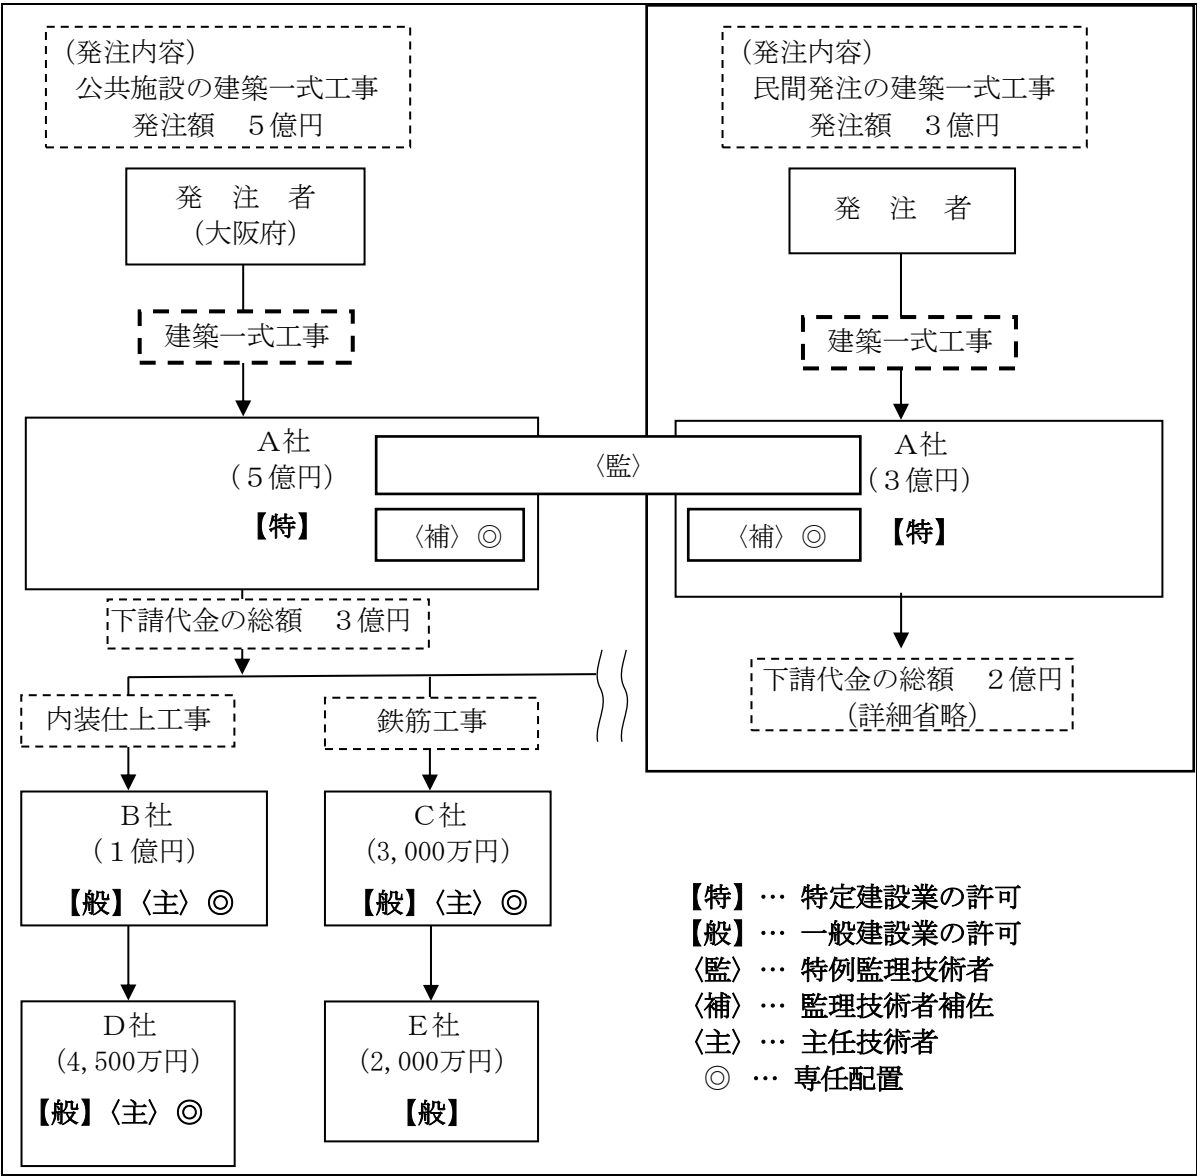 (発注内容)
公共施設の建築一式工事
発注額　５億円
発　注　者
(大阪府)
建築一式工事
Ａ社
(５億円)
【特】
〈監〉
〈補〉◎
下請代金の総額　３億円
内装仕上工事
鉄筋工事
Ｂ社
(１億円)
【般】〈主〉◎
Ｃ社
(3,000万円)
【般】〈主〉◎
Ｄ社
(4,500万円)
【般】〈主〉◎
Ｅ社
(2,000万円)
【般】
(発注内容)
民間発注の建築一式工事
発注額　３億円
発　注　者
建築一式工事
Ａ社
(３億円)
〈補〉◎
【特】
下請代金の総額　２億円
(詳細省略)
【特】… 特定建設業の許可
【般】… 一般建設業の許可
〈監〉… 特例監理技術者
〈補〉… 監理技術者補佐
〈主〉… 主任技術者
◎ … 専任配置